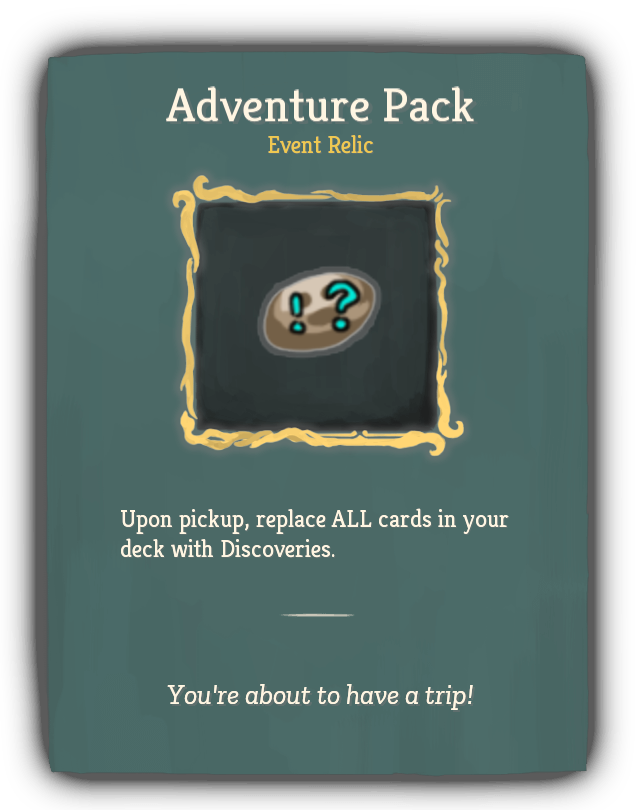 Adventure Pack
Event Relic
! ?
Upon pickup, replace ALL cards in your
deck with Discoveries.
You're about to have a trip!